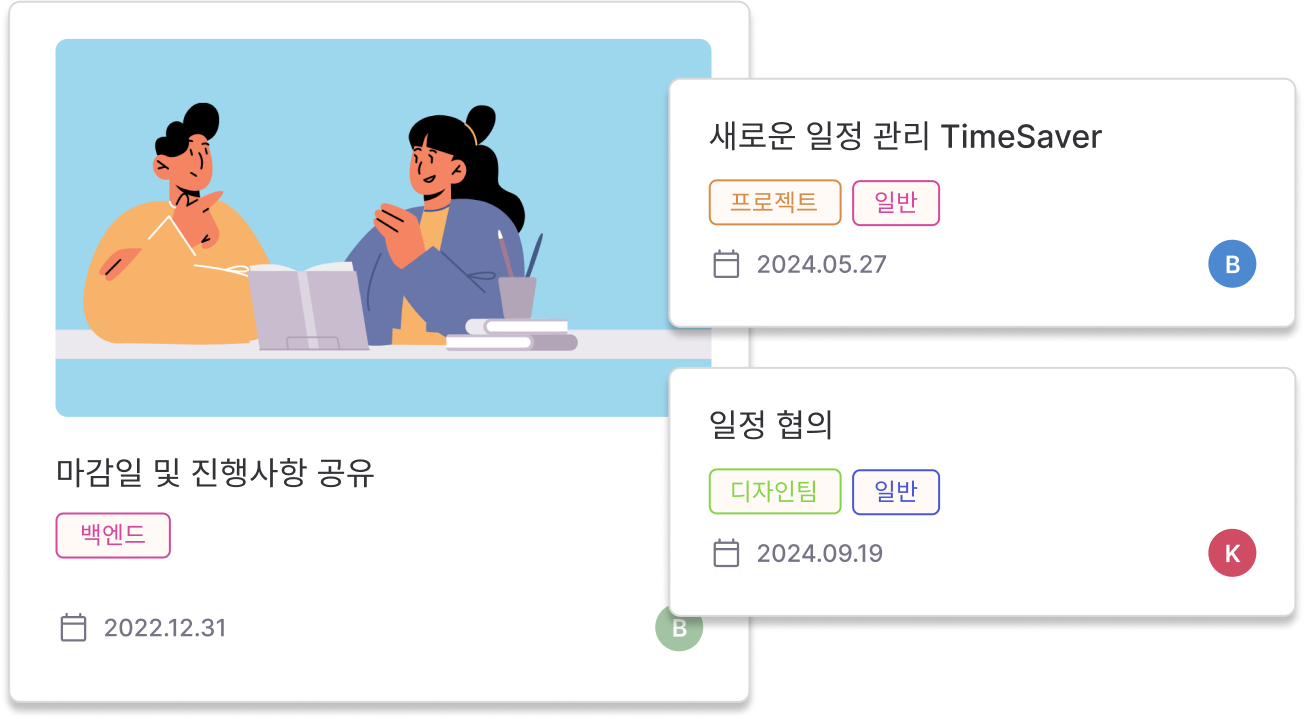 마감일 및 진행사항 공유
백엔드
2022.12.31
B
새로운 일정 관리 TimeSaver
프로젝트 일반
2024.05.27
B
일정 협의
디자인팀 일반
2024.09.19
K